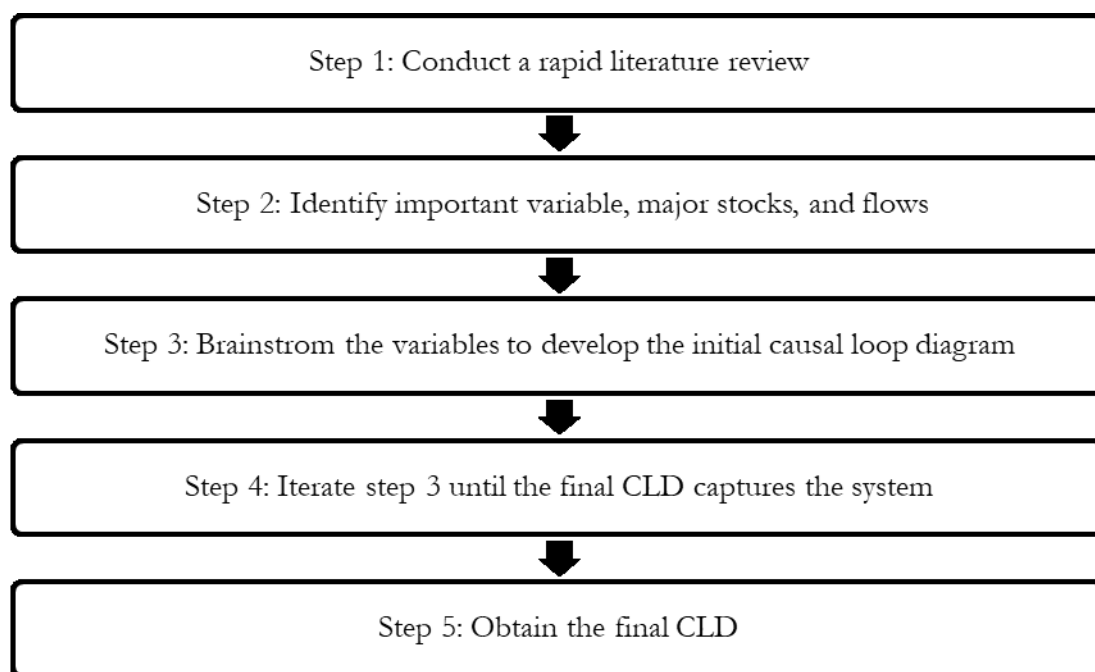 Step 1: Conduct a rapid literature review
Step 2: Identify important variable, major stocks, and flows
Step 3: Brainstrom the variables to develop the initial causal loop diagram
Step 4: Iterate step 3 until the final CLD captures the system
Step 5: Obtain the final CLD